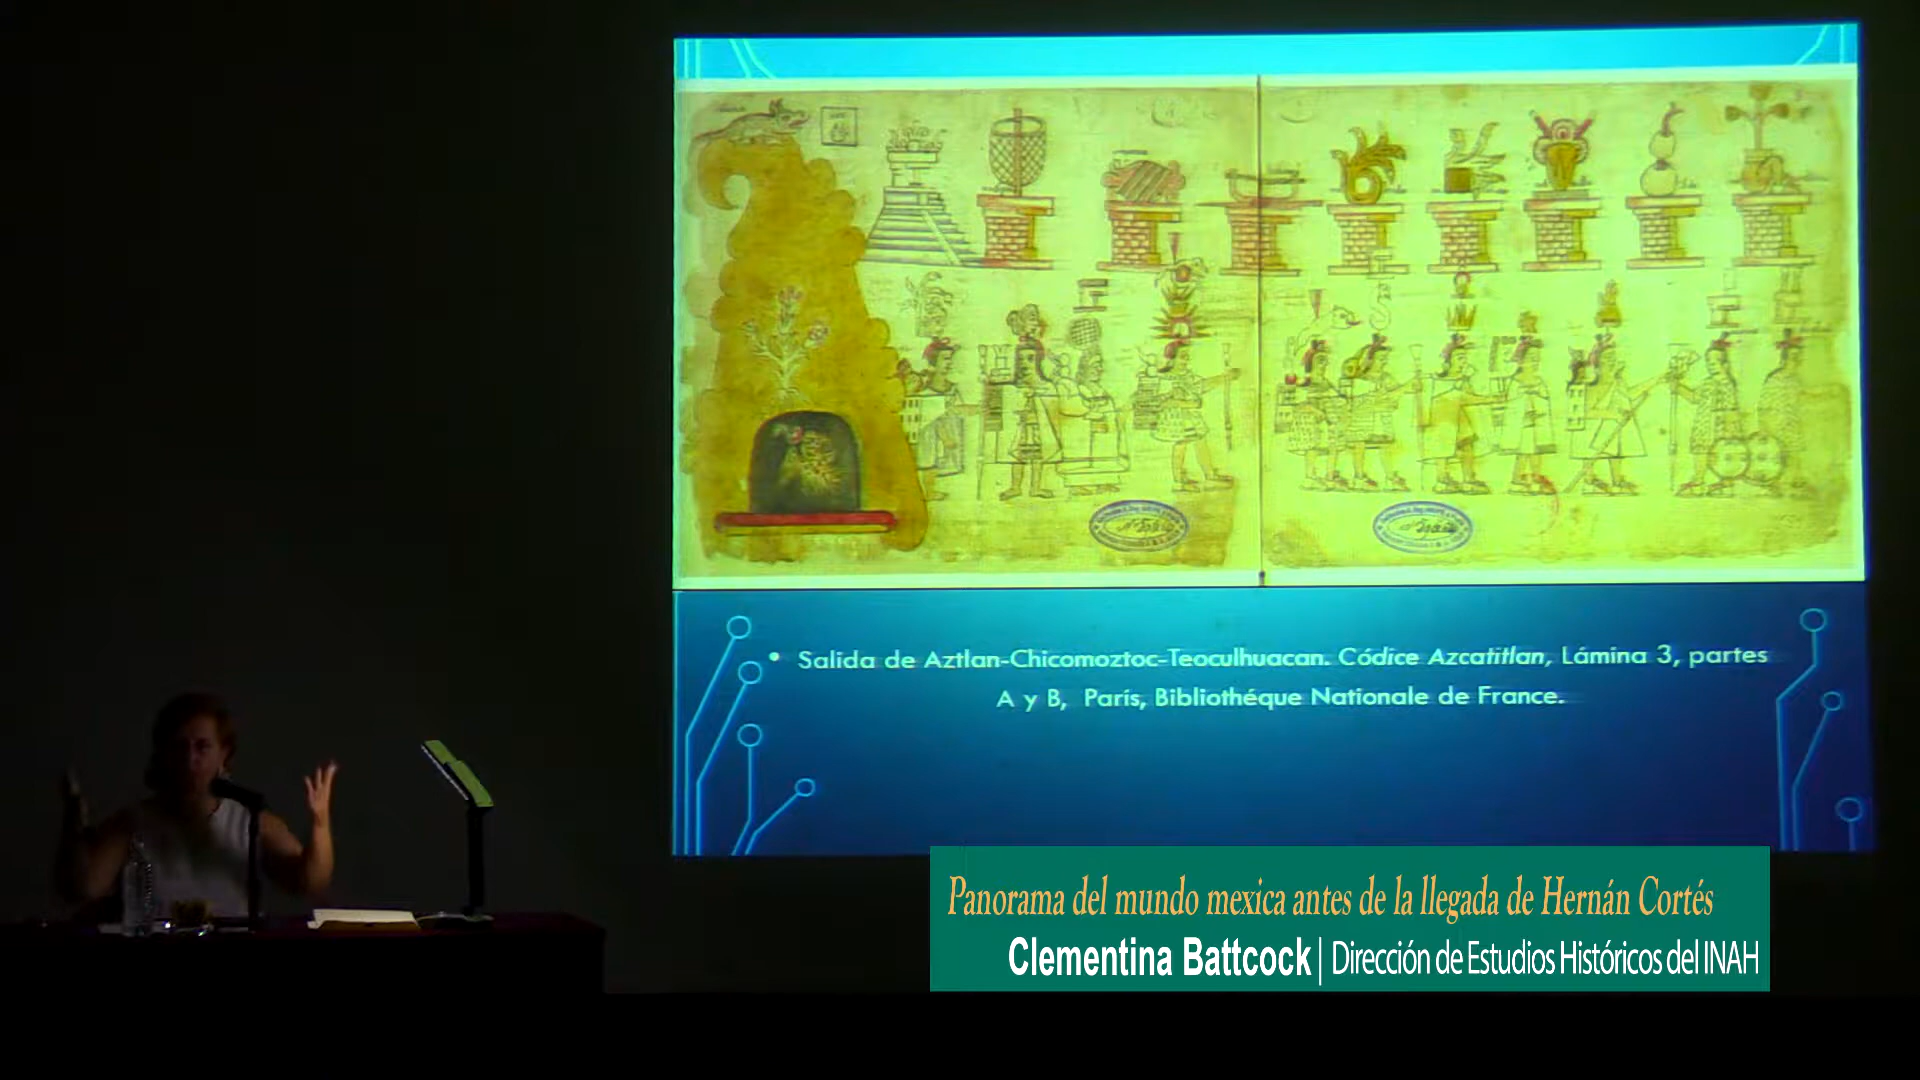 • Salida de Aztlan-Chicomoztoc-Teoculhuacan. Códice Azcatitlan, Lámina 3, partes
A y B, París, Bibliothéque Nationale de France.
Panorama del mundo mexica antes de la llegada de Hernán Cortés
Clementina Battcock | Dirección de Estudios Históricos del INAH